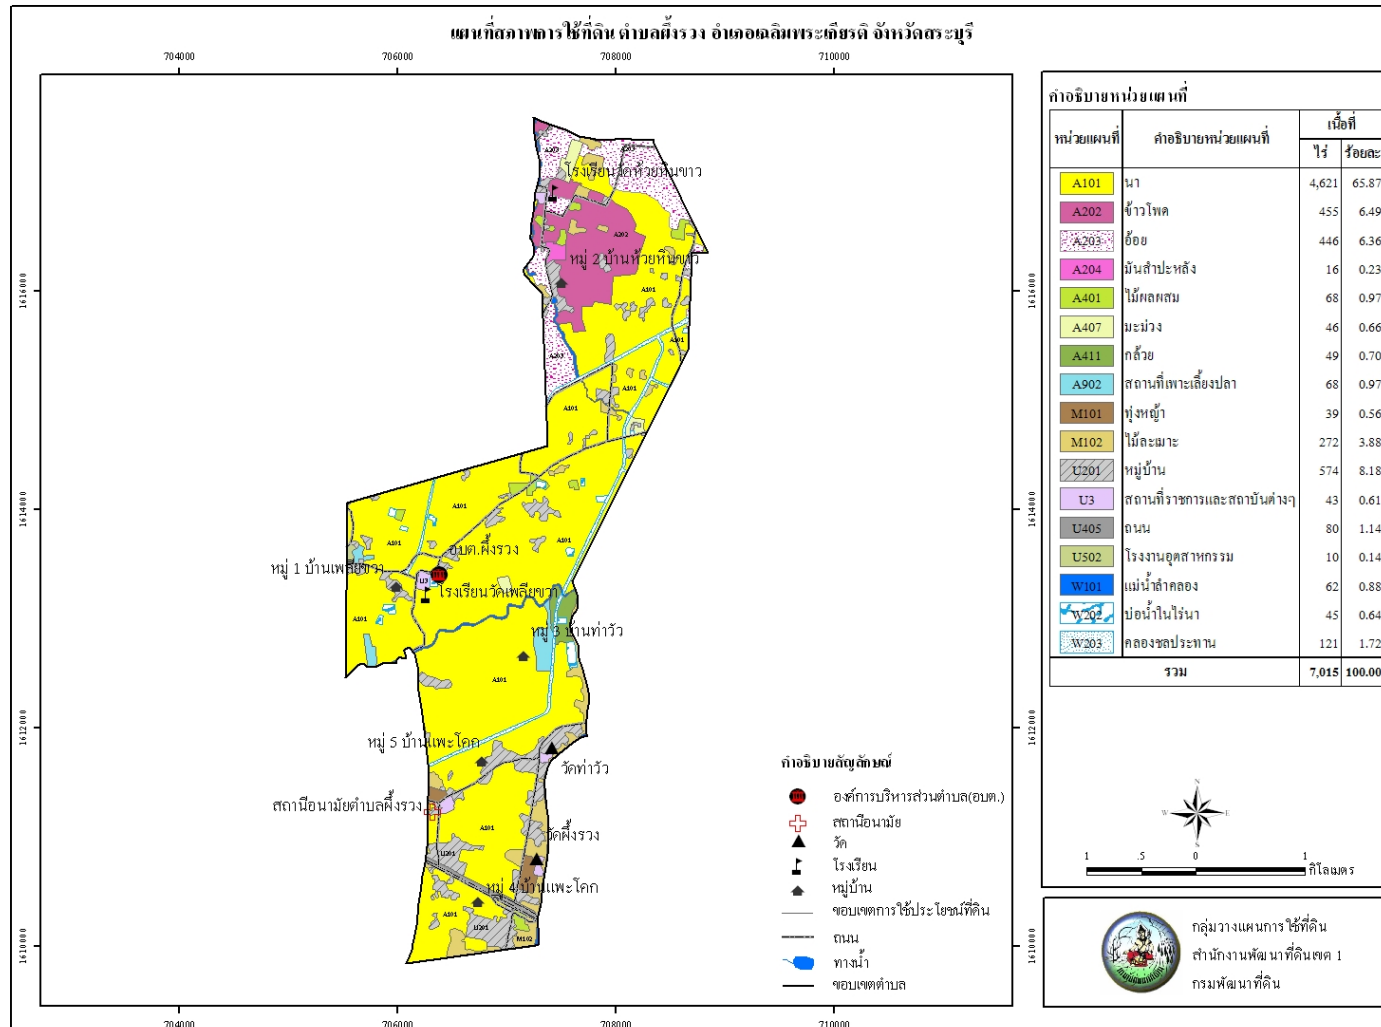 แผนที่สภาพการใช้ที่ดิน ตำบลผึ้งรวง อำเภอเฉลิมพระเกียรติ จังหวัดสระบุรี
704000 706000 708000 710000
คำอธิบายหน่วยแผนที่
หน่วยแผนที่ คำอธิบายหน่วยแผนที่ เนื้อที่
ไร่ ร้อยละ
A101 นา 4,621 65.87
A202 ข้าวโพด 455 6.49
A203 อ้อย 446 6.36
A204 มันสำปะหลัง 16 0.23
A401 ไม้ผลผสม 68 0.97
A407 มะม่วง 46 0.66
A411 กล้วย 49 0.70
A902 สถานที่เพาะเลี้ยงปลา 68 0.97
M101 ทุ่งหญ้า 39 0.56
M102 ไม้ละเมาะ 272 3.88
U201 หมู่บ้าน 574 8.18
U3 สถานที่ราชการและสถาบันต่างๆ 43 0.61
U405 ถนน 80 1.14
U502 โรงงานอุตสาหกรรม 10 0.14
W101 แม่น้ำลำคลอง 62 0.88
W202 บ่อน้ำในไร่นา 45 0.64
W203 คลองชลประทาน 121 1.72
รวม 7,015 100.00
A203
A203
โรงเรียนวัดห้วยหินขาว
A202
หมู่ 2 บ้านห้วยหินขาว
A101
1616000
1616000
A101
A203
A101
A101
A101
1614000
1614000
A101
A101
A101
อบต.ผึ้งรวง
หมู่ 1 บ้านเพลียขวา
U3
โรงเรียนวัดเพลียขวา
A101
หมู่ 3 บ้านท่าวัว
A101
1612000
1612000
หมู่ 5 บ้านแพะโคก
วัดท่าวัว
สถานีอนามัยตำบลผึ้งรวง
A101
วัดผึ้งรวง
U201
หมู่ 4 บ้านแพะโคก
A101
U201
M102
1610000
1610000
คำอธิบายสัญลักษณ์
องค์การบริหารส่วนตำบล(อบต.)
สถานีอนามัย
วัด
โรงเรียน
หมู่บ้าน
ขอบเขตการใช้ประโยชน์ที่ดิน
ถนน
ทางน้ำ
ขอบเขตตำบล
N
W E
S
1 .5 0 1
กิโลเมตร
กลุ่มวางแผนการใช้ที่ดิน
สำนักงานพัฒนาที่ดินเขต 1
กรมพัฒนาที่ดิน
704000 706000 708000 710000